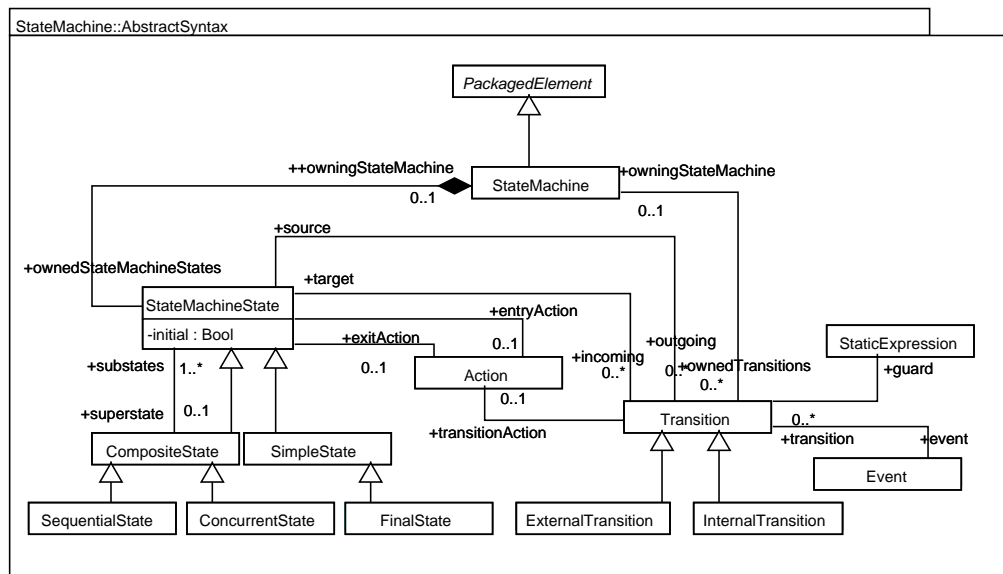 StateMachine::AbstractSyntax
PackagedElement
++owningStateMachine
+owningStateMachine
StateMachine
0..1
0..1
+source
+ownedStateMachineStates
+target
StateMachineState
-initial : Bool
+entryAction
+exitAction
+outgoing
StaticExpression
+substates
1..*
0..1
0..1
+incoming
0..*
0..*
+ownedTransitions
0..*
+guard
Action
0..1
+superstate
0..1
+transitionAction
Transition
0..*
+transition
+event
CompositeState
SimpleState
Event
SequentialState
ConcurrentState
FinalState
ExternalTransition
InternalTransition